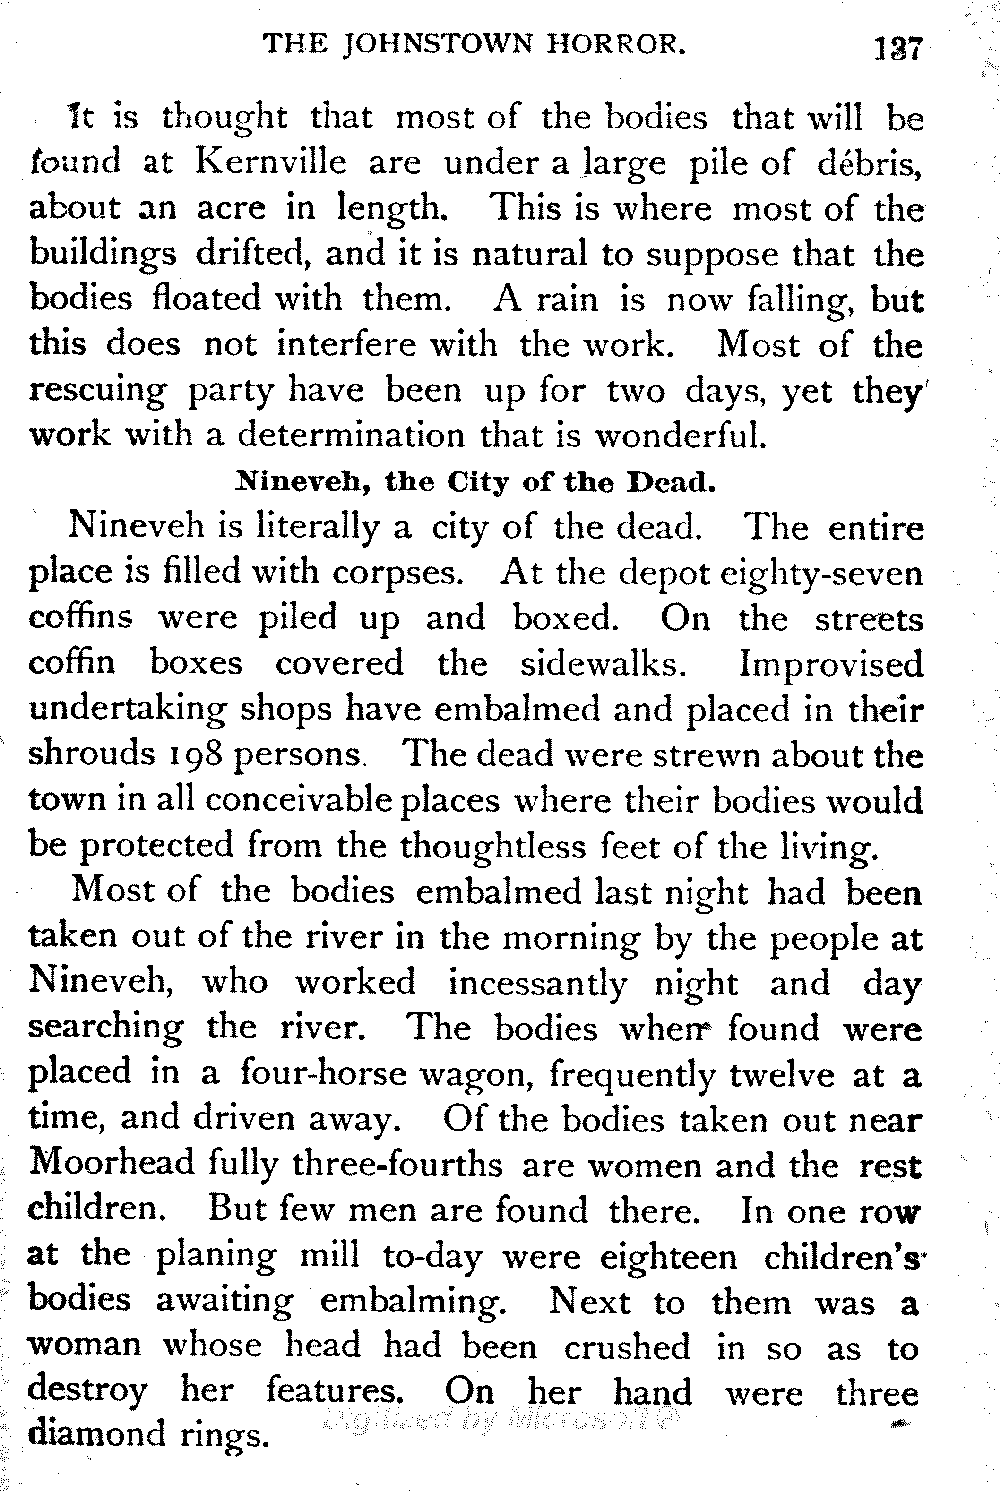 THE JOHNSTOWN HORROR. 137
It is thought that most of the bodies that will be
found at Kernville are under a large pile of débris,
about an acre in length. This is where most of the
buildings drifted, and it is natural to suppose that the
bodies floated with them. A rain is now falling, but
this does not interfere with the work. Most of the
rescuing party have been up for two days, yet they
work with a determination that is wonderful.
Nineveh, the City of the Dead.
Nineveh is literally a city of the dead. The entire
place is filled with corpses. At the depot eighty-seven
coffins were piled up and boxed. On the streets
coffin boxes covered the sidewalks. Improvised
undertaking shops have embalmed and placed in their
shrouds 198 persons. The dead were strewn about the
town in all conceivable places where their bodies would
be protected from the thoughtless feet of the living.
Most of the bodies embalmed last night had been
taken out of the river in the morning by the people at
Nineveh, who worked incessantly night and day
searching the river. The bodies when found were
placed in a four-horse wagon, frequently twelve at a
time, and driven away. Of the bodies taken out near
Moorhead fully three-fourths are women and the rest
children. But few men are found there. In one row
at the planing mill to-day were eighteen children's
bodies awaiting embalming. Next to them was a
woman whose head had been crushed in so as to
destroy her features. On her hand were three
diamond rings.
Digitized by Microsoft®